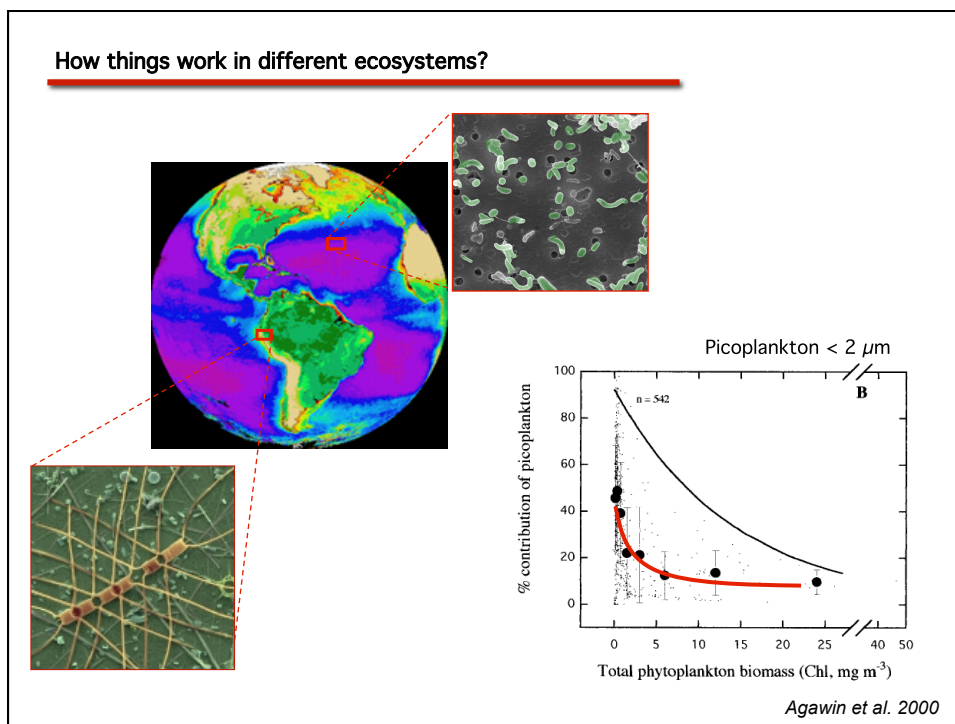 How things work in different ecosystems?
Picoplankton < 2 µm
100
80
60
40
20
0
% contribution of picoplankton
n = 542
B
0 5 10 15 20 25 40 50
Total phytoplankton biomass (Chl, mg m⁻³)
Agawin et al. 2000